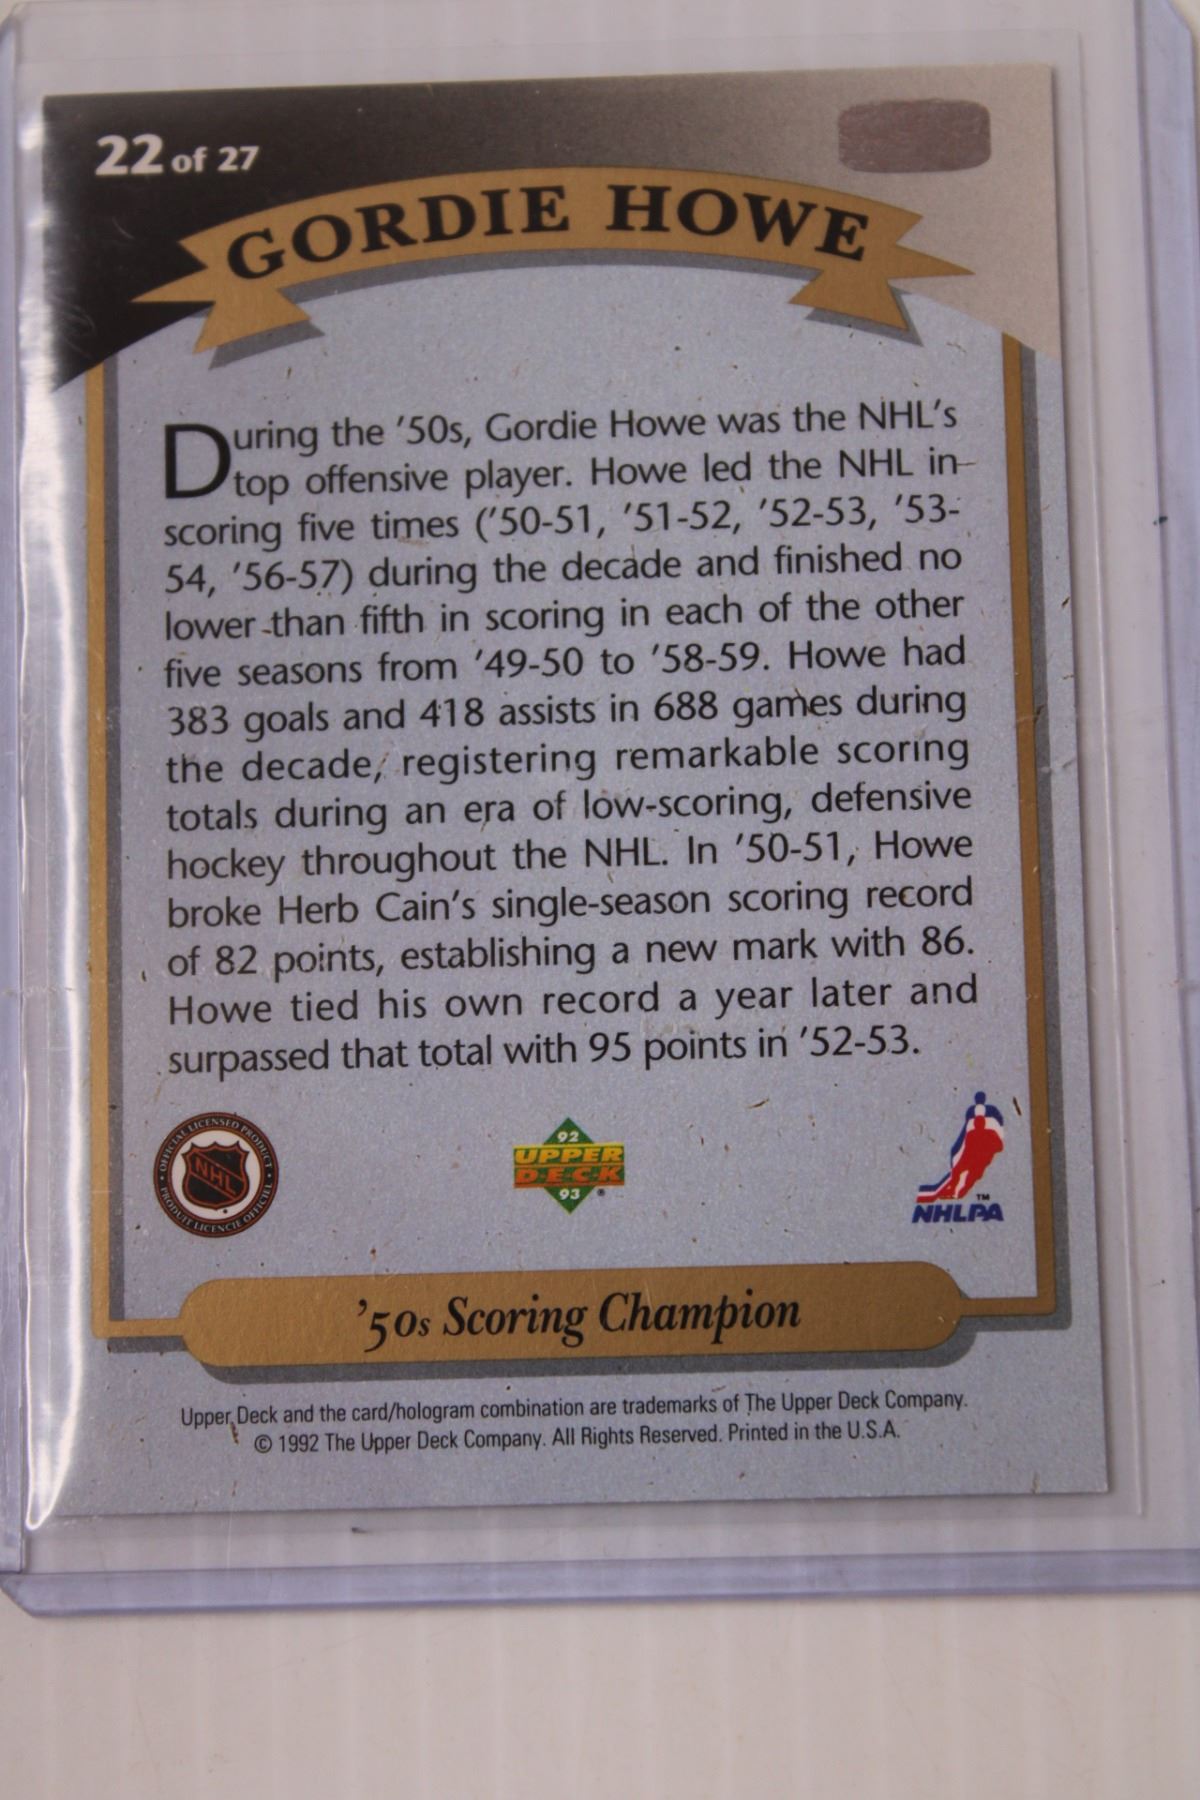 22 of 27
GORDIE HOWE
During the '50s, Gordie Howe was the NHL's
top offensive player. Howe led the NHL in
scoring five times ('50-51, '51-52, '52-53, '53-
54, '56-57) during the decade and finished no
lower than fifth in scoring in each of the other
five seasons from '49-50 to '58-59. Howe had
383 goals and 418 assists in 688 games during
the decade, registering remarkable scoring
totals during an era of low-scoring, defensive
hockey throughout the NHL. In '50-51, Howe
broke Herb Cain's single-season scoring record
of 82 points, establishing a new mark with 86.
Howe tied his own record a year later and
surpassed that total with 95 points in '52-53.
OFFICIAL LICENSED PRODUCT
NHL
PRODUIT LICENCIE OFFICIEL
92
UPPER
DECK
93 ®
TM
NHLPA
'50s Scoring Champion
Upper Deck and the card/hologram combination are trademarks of The Upper Deck Company.
© 1992 The Upper Deck Company. All Rights Reserved. Printed in the U.S.A.